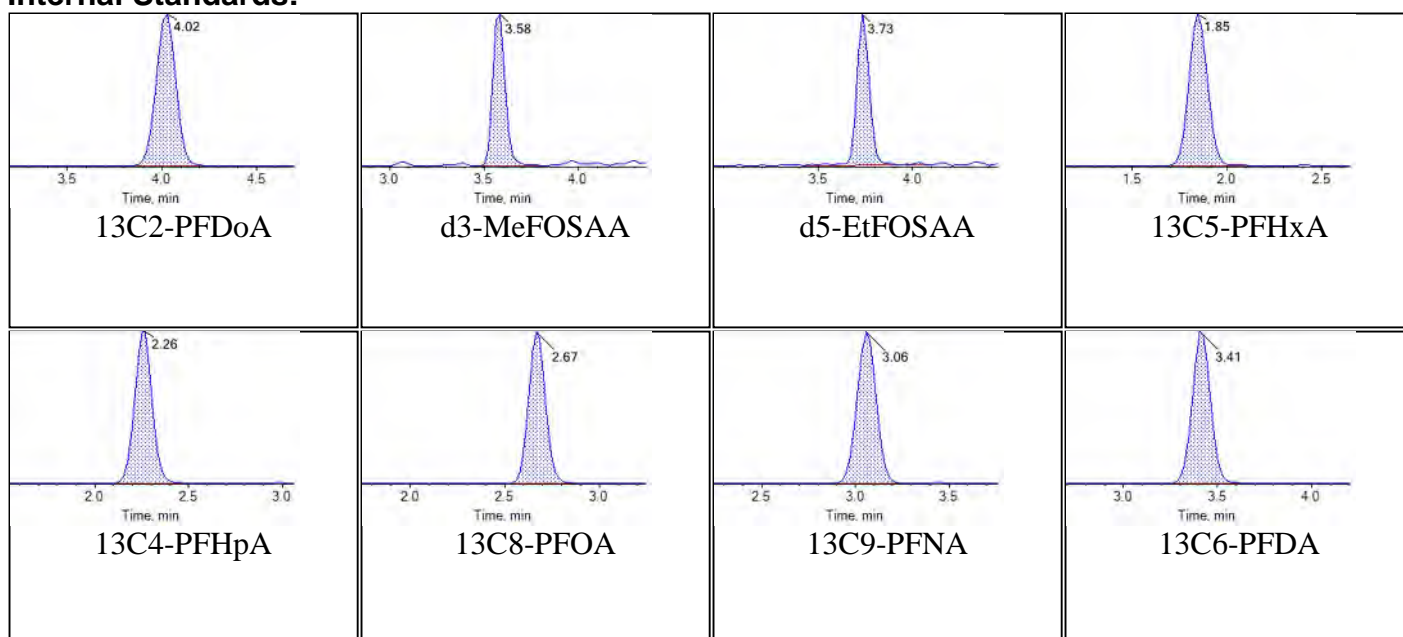 Internal Standards:
4.02
3.5 4.0 4.5
Time, min
13C2-PFDoA
3.58
3.0 3.5 4.0
Time, min
d3-MeFOSAA
3.73
3.5 4.0
Time, min
d5-EtFOSAA
1.85
1.5 2.0 2.5
Time, min
13C5-PFHxA
2.26
2.0 2.5 3.0
Time, min
13C4-PFHpA
2.67
2.0 2.5 3.0
Time, min
13C8-PFOA
3.06
2.5 3.0 3.5
Time, min
13C9-PFNA
3.41
3.0 3.5 4.0
Time, min
13C6-PFDA